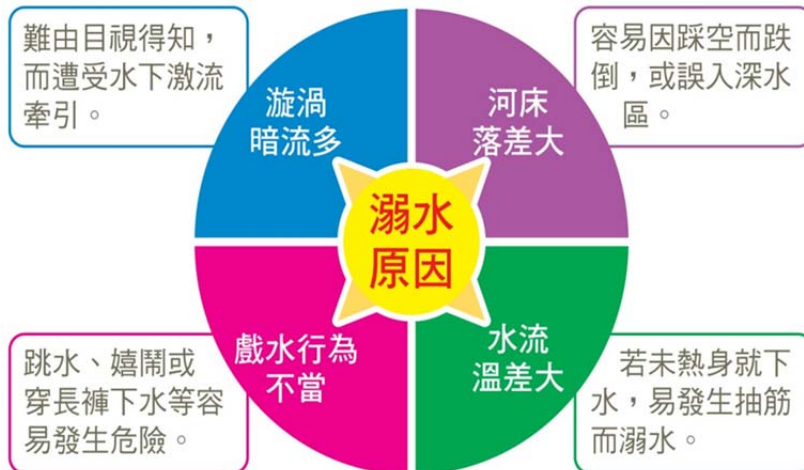 難由目視得知，
而遭受水下激流
牽引。
漩渦
暗流多
河床
落差大
容易因踩空而跌
倒，或誤入深水
區。
溺水
原因
跳水、嬉鬧或
穿長褲下水等容
易發生危險。
戲水行為
不當
水流
溫差大
若未熱身就下
水，易發生抽筋
而溺水。